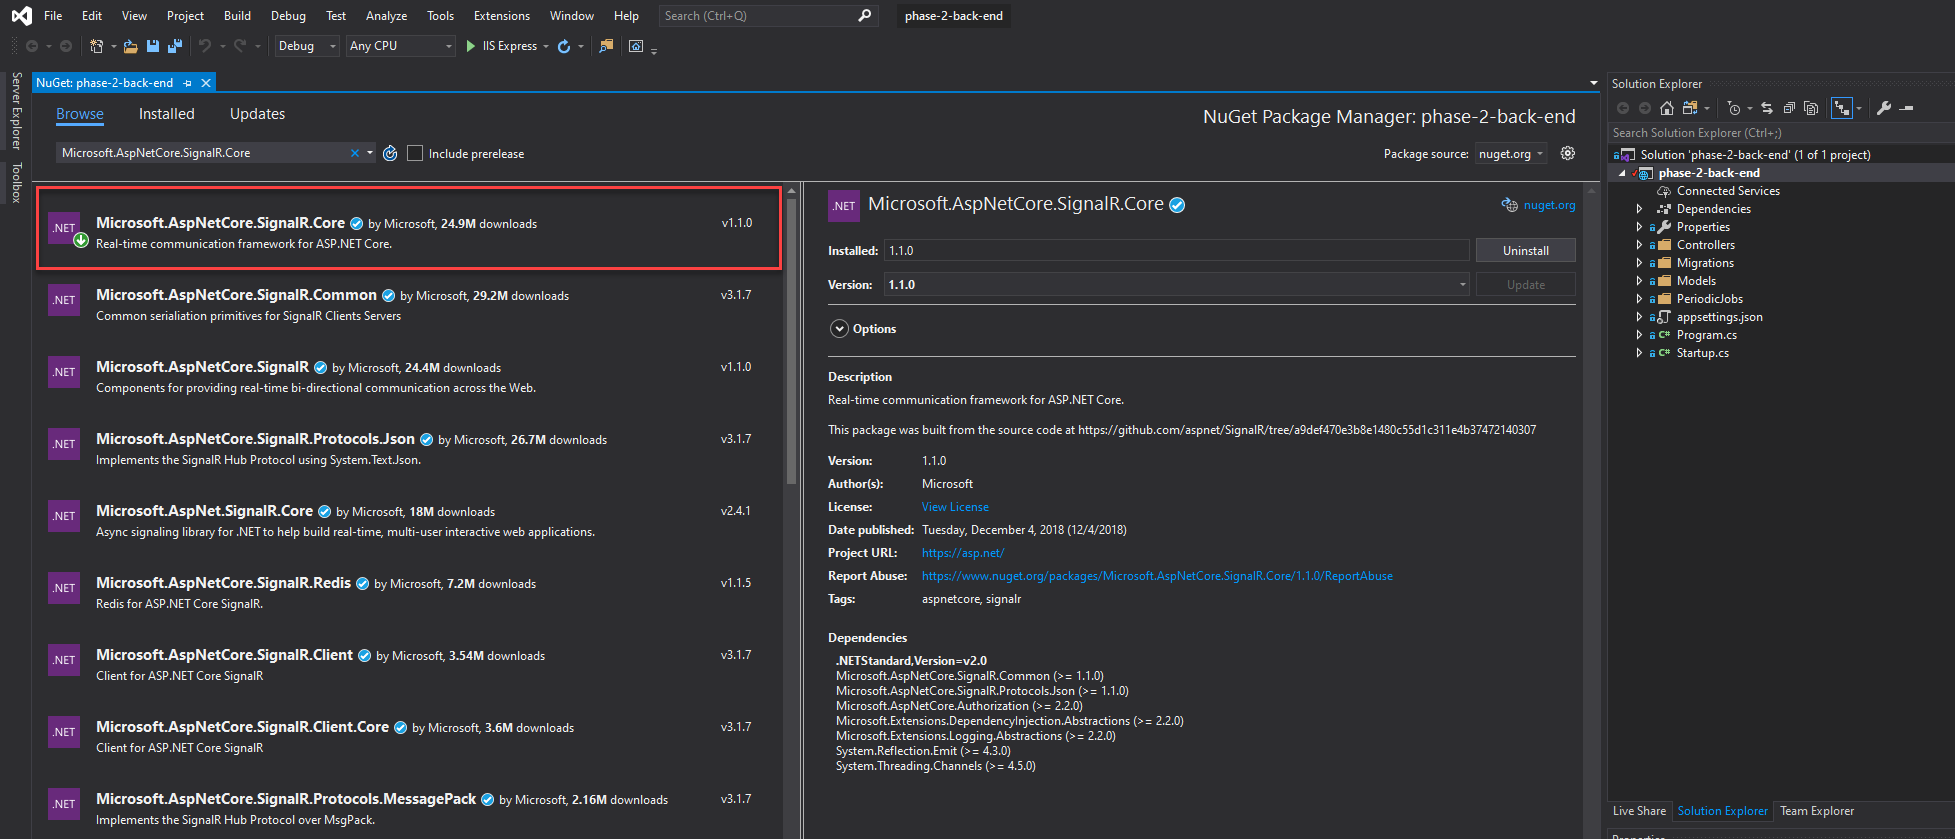 File Edit View Project Build Debug Test Analyze Tools Extensions Window Help Search (Ctrl+Q) phase-2-back-end
Debug Any CPU IIS Express
Server Explorer
Toolbox
NuGet: phase-2-back-end
Browse Installed Updates
NuGet Package Manager: phase-2-back-end
Microsoft.AspNetCore.SignalR.Core
Include prerelease
Package source: nuget.org
.NET
Microsoft.AspNetCore.SignalR.Core by Microsoft, 24.9M downloads v1.1.0
Real-time communication framework for ASP.NET Core.
.NET
Microsoft.AspNetCore.SignalR.Common by Microsoft, 29.2M downloads v3.1.7
Common serialiation primitives for SignalR Clients Servers
.NET
Microsoft.AspNetCore.SignalR by Microsoft, 24.4M downloads v1.1.0
Components for providing real-time bi-directional communication across the Web.
.NET
Microsoft.AspNetCore.SignalR.Protocols.Json by Microsoft, 26.7M downloads v3.1.7
Implements the SignalR Hub Protocol using System.Text.Json.
.NET
Microsoft.AspNet.SignalR.Core by Microsoft, 18M downloads v2.4.1
Async signaling library for .NET to help build real-time, multi-user interactive web applications.
.NET
Microsoft.AspNetCore.SignalR.Redis by Microsoft, 7.2M downloads v1.1.5
Redis for ASP.NET Core SignalR.
.NET
Microsoft.AspNetCore.SignalR.Client by Microsoft, 3.54M downloads v3.1.7
Client for ASP.NET Core SignalR
.NET
Microsoft.AspNetCore.SignalR.Client.Core by Microsoft, 3.6M downloads v3.1.7
Client for ASP.NET Core SignalR
.NET
Microsoft.AspNetCore.SignalR.Protocols.MessagePack by Microsoft, 2.16M downloads v3.1.7
Implements the SignalR Hub Protocol over MsgPack.
.NET
Microsoft.AspNetCore.SignalR.Core nuget.org
Installed: 1.1.0 Uninstall
Version: 1.1.0 Update
Options
Description
Real-time communication framework for ASP.NET Core.
This package was built from the source code at https://github.com/aspnet/SignalR/tree/a9def470e3b8e1480c55d1c311e4b37472140307
Version: 1.1.0
Author(s): Microsoft
License: View License
Date published: Tuesday, December 4, 2018 (12/4/2018)
Project URL: https://asp.net/
Report Abuse: https://www.nuget.org/packages/Microsoft.AspNetCore.SignalR.Core/1.1.0/ReportAbuse
Tags: aspnetcore, signalr
Dependencies
.NETStandard,Version=v2.0
Microsoft.AspNetCore.SignalR.Common (>= 1.1.0)
Microsoft.AspNetCore.SignalR.Protocols.Json (>= 1.1.0)
Microsoft.AspNetCore.Authorization (>= 2.2.0)
Microsoft.Extensions.DependencyInjection.Abstractions (>= 2.2.0)
Microsoft.Extensions.Logging.Abstractions (>= 2.2.0)
System.Reflection.Emit (>= 4.3.0)
System.Threading.Channels (>= 4.5.0)
Solution Explorer
Search Solution Explorer (Ctrl+;)
Solution 'phase-2-back-end' (1 of 1 project)
phase-2-back-end
Connected Services
Dependencies
Properties
Controllers
Migrations
Models
PeriodicJobs
appsettings.json
C# Program.cs
C# Startup.cs
Live Share Solution Explorer Team Explorer
Properties